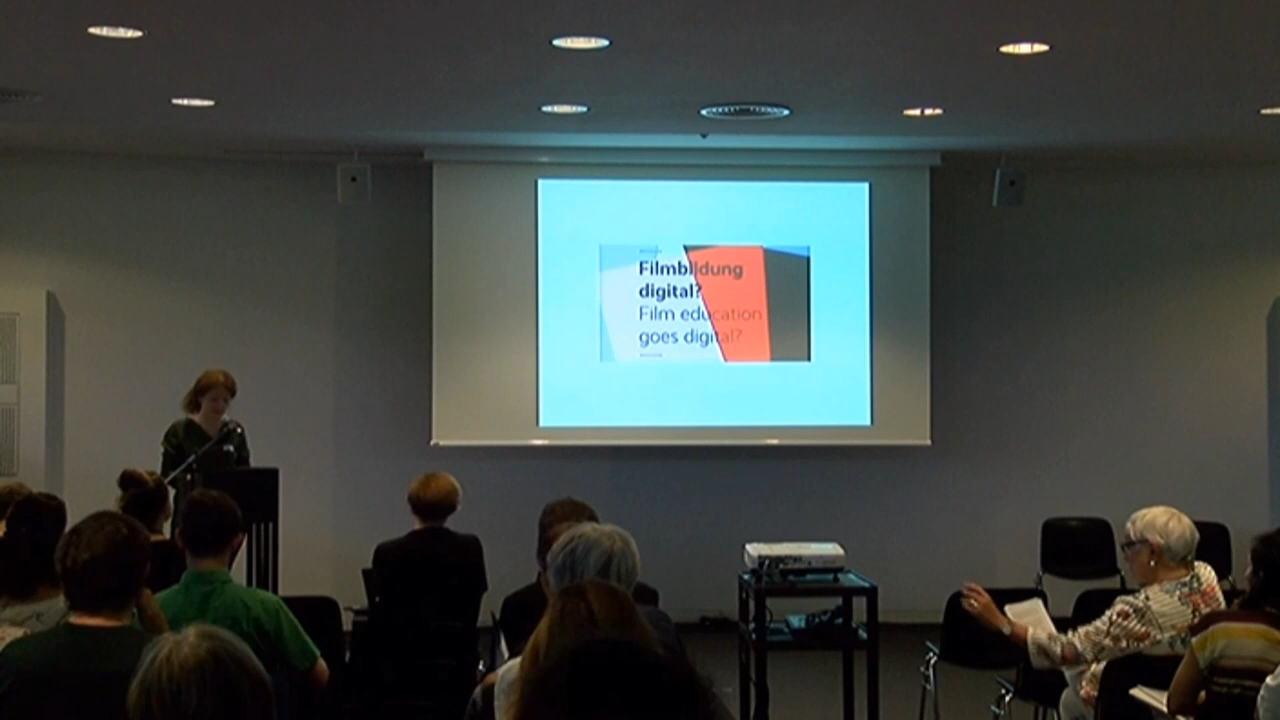 Filmbildung
digital?
Film education
goes digital?